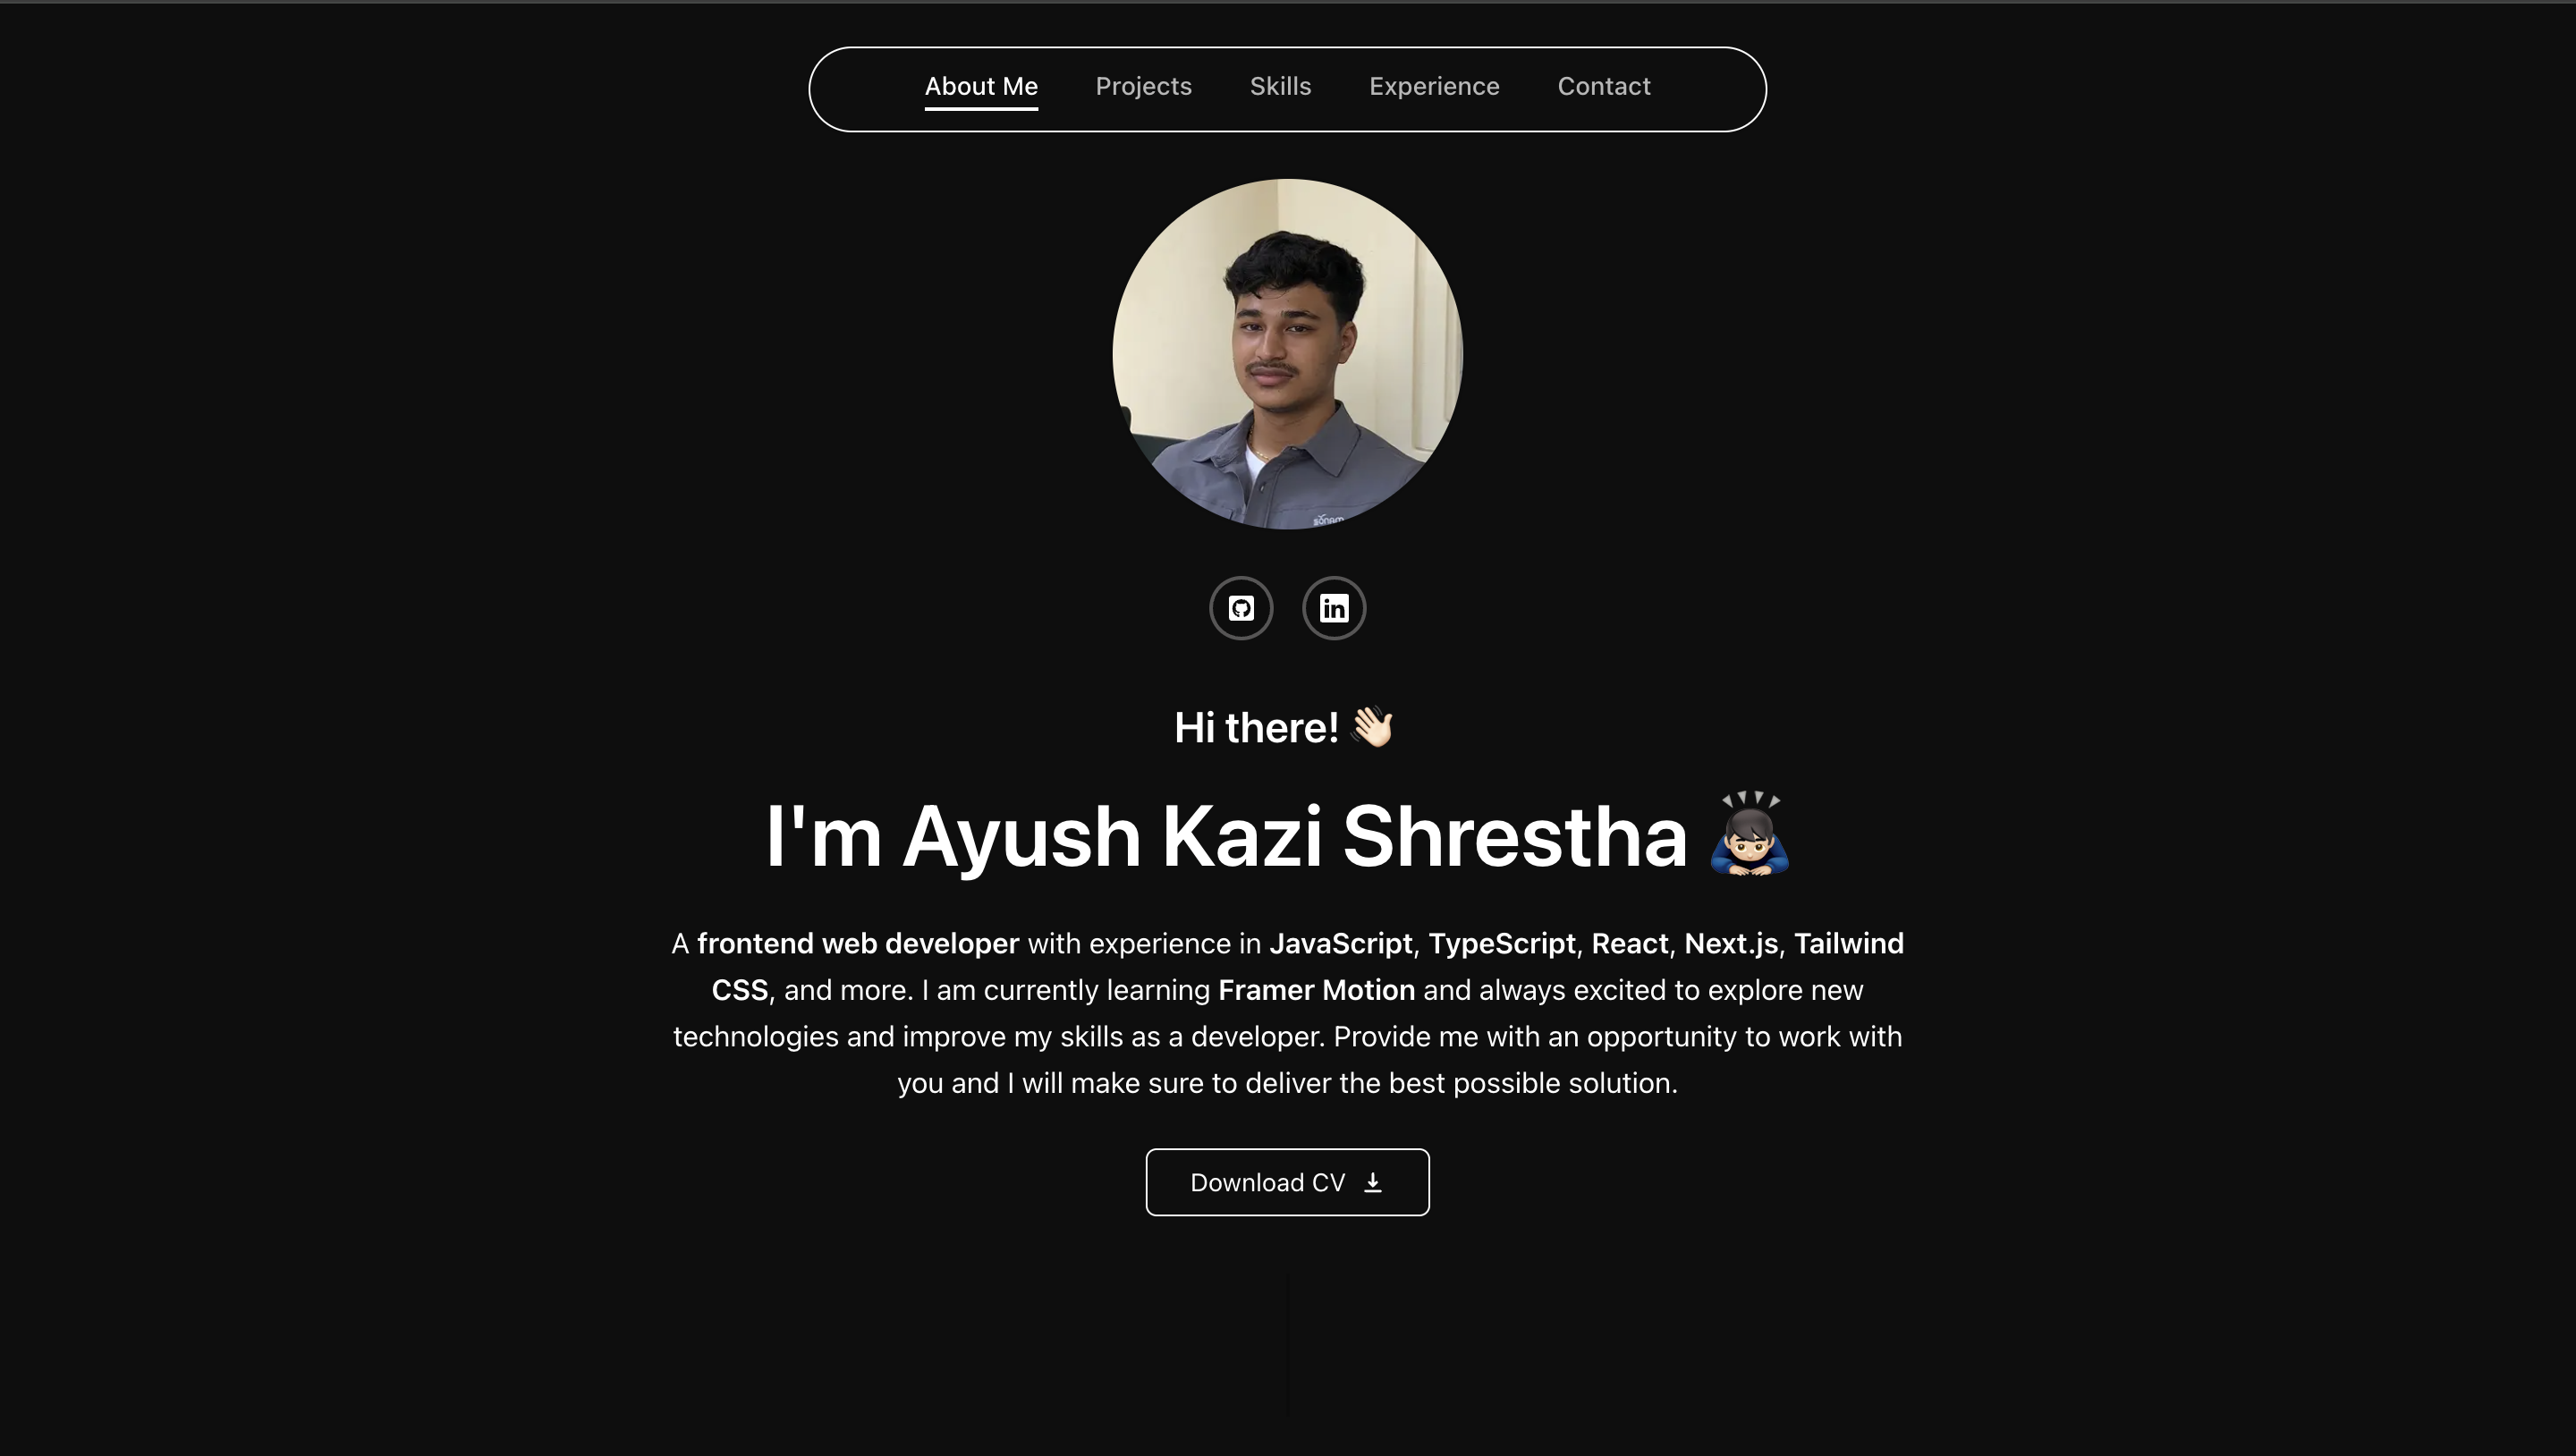 About Me Projects Skills Experience Contact
sonam
in
Hi there! 👋🏻
I'm Ayush Kazi Shrestha 🙇🏻‍♂️
A frontend web developer with experience in JavaScript, TypeScript, React, Next.js, Tailwind
CSS, and more. I am currently learning Framer Motion and always excited to explore new
technologies and improve my skills as a developer. Provide me with an opportunity to work with
you and I will make sure to deliver the best possible solution.
Download CV